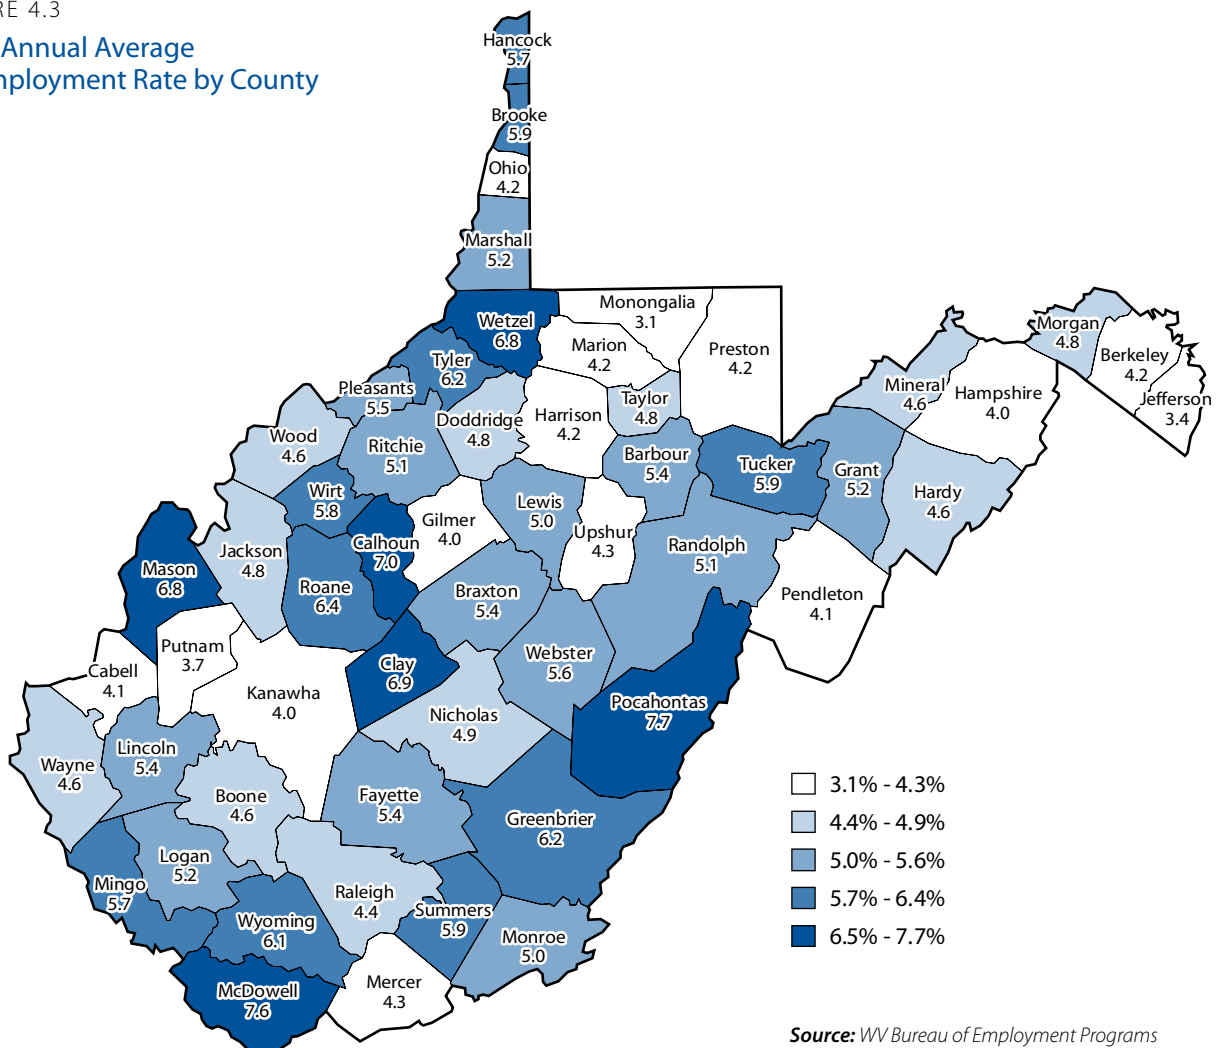 RE 4.3
Annual Average
mployment Rate by County
Hancock
5.7
Brooke
5.9
Ohio
4.2
Marshall
5.2
Wetzel
6.8
Monongalia
3.1
Marion
4.2
Preston
4.2
Tyler
6.2
Pleasants
5.5
Doddridge
4.8
Harrison
4.2
Taylor
4.8
Morgan
4.8
Berkeley
4.2
Jefferson
3.4
Mineral
4.6
Hampshire
4.0
Wood
4.6
Ritchie
5.1
Barbour
5.4
Tucker
5.9
Grant
5.2
Hardy
4.6
Wirt
5.8
Calhoun
7.0
Gilmer
4.0
Lewis
5.0
Upshur
4.3
Randolph
5.1
Jackson
4.8
Mason
6.8
Roane
6.4
Braxton
5.4
Pendleton
4.1
Putnam
3.7
Cabell
4.1
Kanawha
4.0
Clay
6.9
Webster
5.6
Pocahontas
7.7
Nicholas
4.9
Wayne
4.6
Lincoln
5.4
Boone
4.6
Fayette
5.4
Greenbrier
6.2
Logan
5.2
Mingo
5.7
Raleigh
4.4
Wyoming
6.1
Summers
5.9
Monroe
5.0
McDowell
7.6
Mercer
4.3
3.1% - 4.3%
4.4% - 4.9%
5.0% - 5.6%
5.7% - 6.4%
6.5% - 7.7%
Source: WV Bureau of Employment Programs